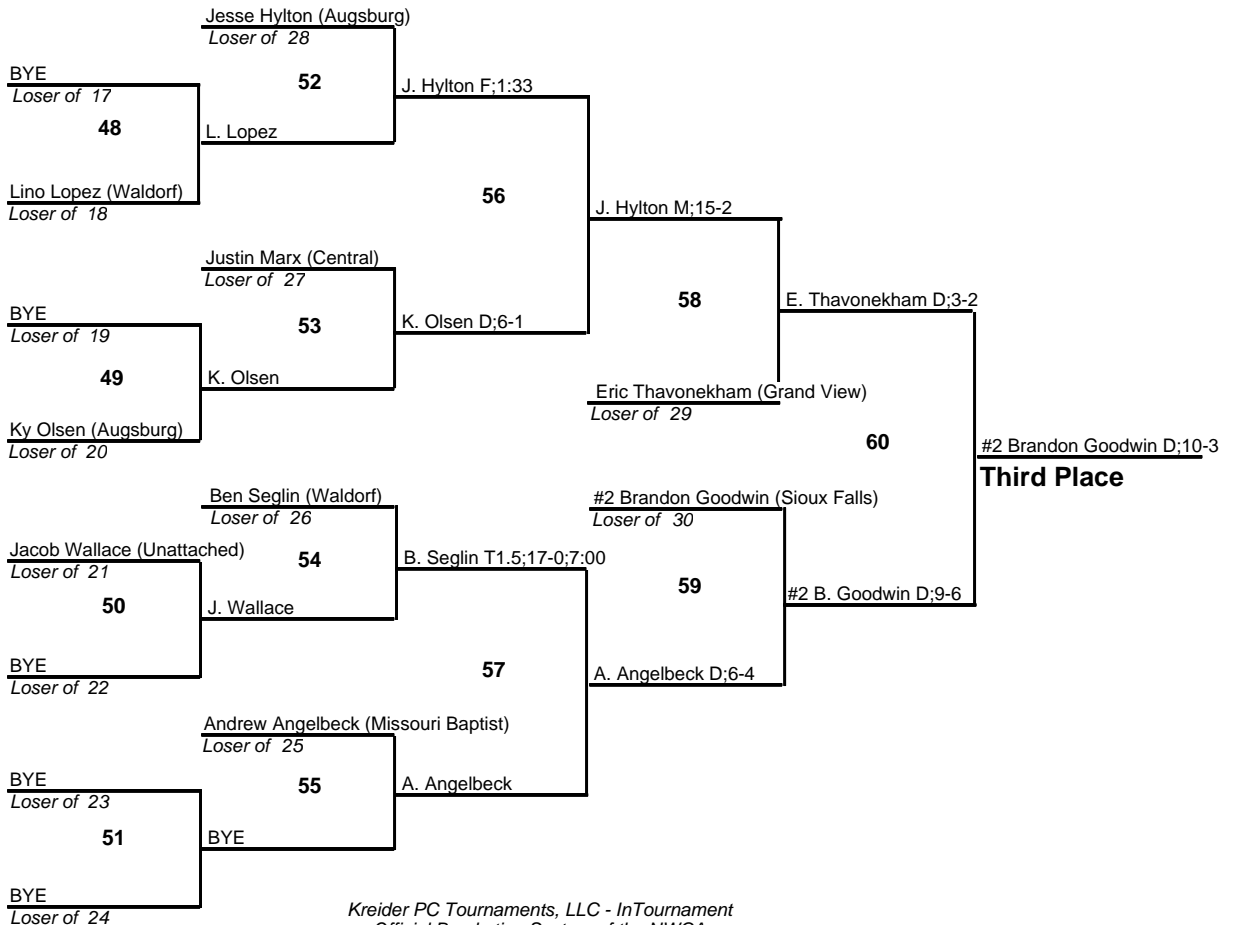 Jesse Hylton (Augsburg)
Loser of 28
BYE
Loser of 17
52
J. Hylton F;1:33
48
L. Lopez
Lino Lopez (Waldorf)
Loser of 18
56
J. Hylton M;15-2
Justin Marx (Central)
Loser of 27
BYE
Loser of 19
53
K. Olsen D;6-1
58
E. Thavonekham D;3-2
49
K. Olsen
Eric Thavonekham (Grand View)
Loser of 29
Ky Olsen (Augsburg)
Loser of 20
60
#2 Brandon Goodwin D;10-3
Third Place
Ben Seglin (Waldorf)
Loser of 26
#2 Brandon Goodwin (Sioux Falls)
Loser of 30
Jacob Wallace (Unattached)
Loser of 21
54
B. Seglin T1.5;17-0;7:00
50
J. Wallace
59
#2 B. Goodwin D;9-6
BYE
Loser of 22
57
A. Angelbeck D;6-4
Andrew Angelbeck (Missouri Baptist)
Loser of 25
BYE
Loser of 23
55
A. Angelbeck
51
BYE
BYE
Loser of 24
Kreider PC Tournaments, LLC - InTournament